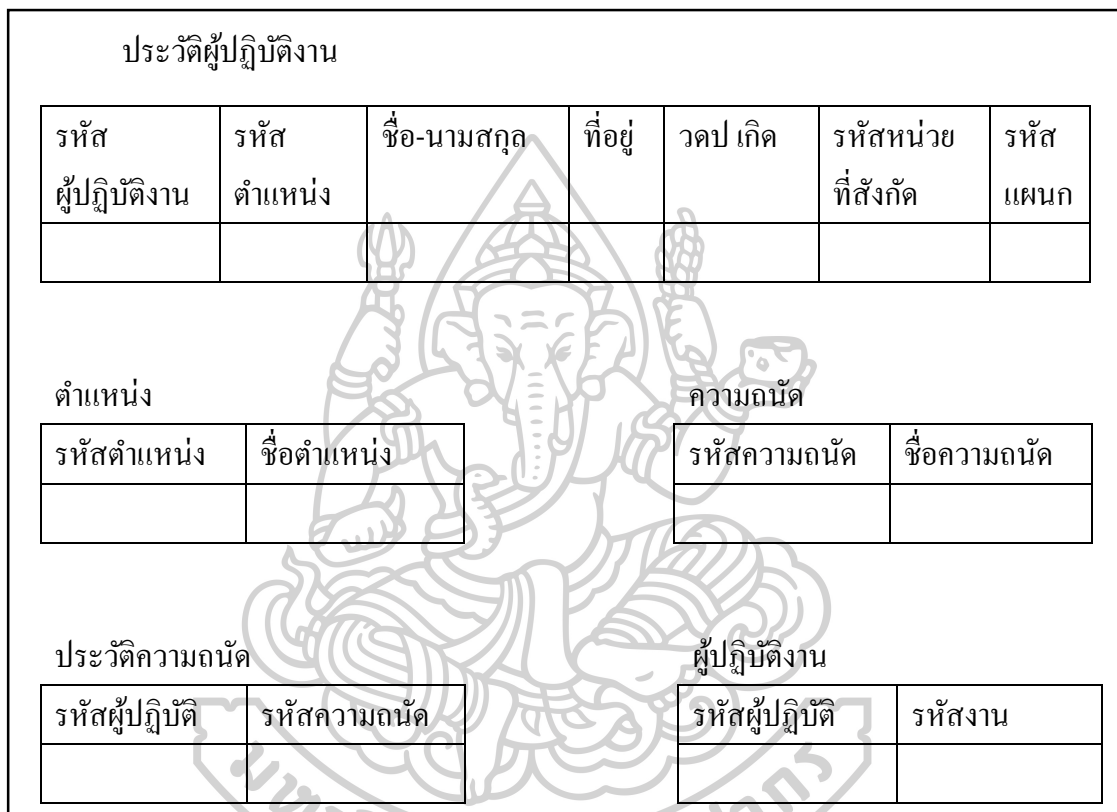 ประวัติผู้ปฏิบัติงาน
รหัส ผู้ปฏิบัติงาน รหัส ตำแหน่ง ชื่อ-นามสกุล ที่อยู่ วดป เกิด รหัสหน่วย ที่สังกัด รหัส แผนก
ตำแหน่ง
รหัสตำแหน่ง ชื่อตำแหน่ง
ความถนัด
รหัสความถนัด ชื่อความถนัด
ประวัติความถนัด
รหัสผู้ปฏิบัติ รหัสความถนัด
ผู้ปฏิบัติงาน
รหัสผู้ปฏิบัติ รหัสงาน